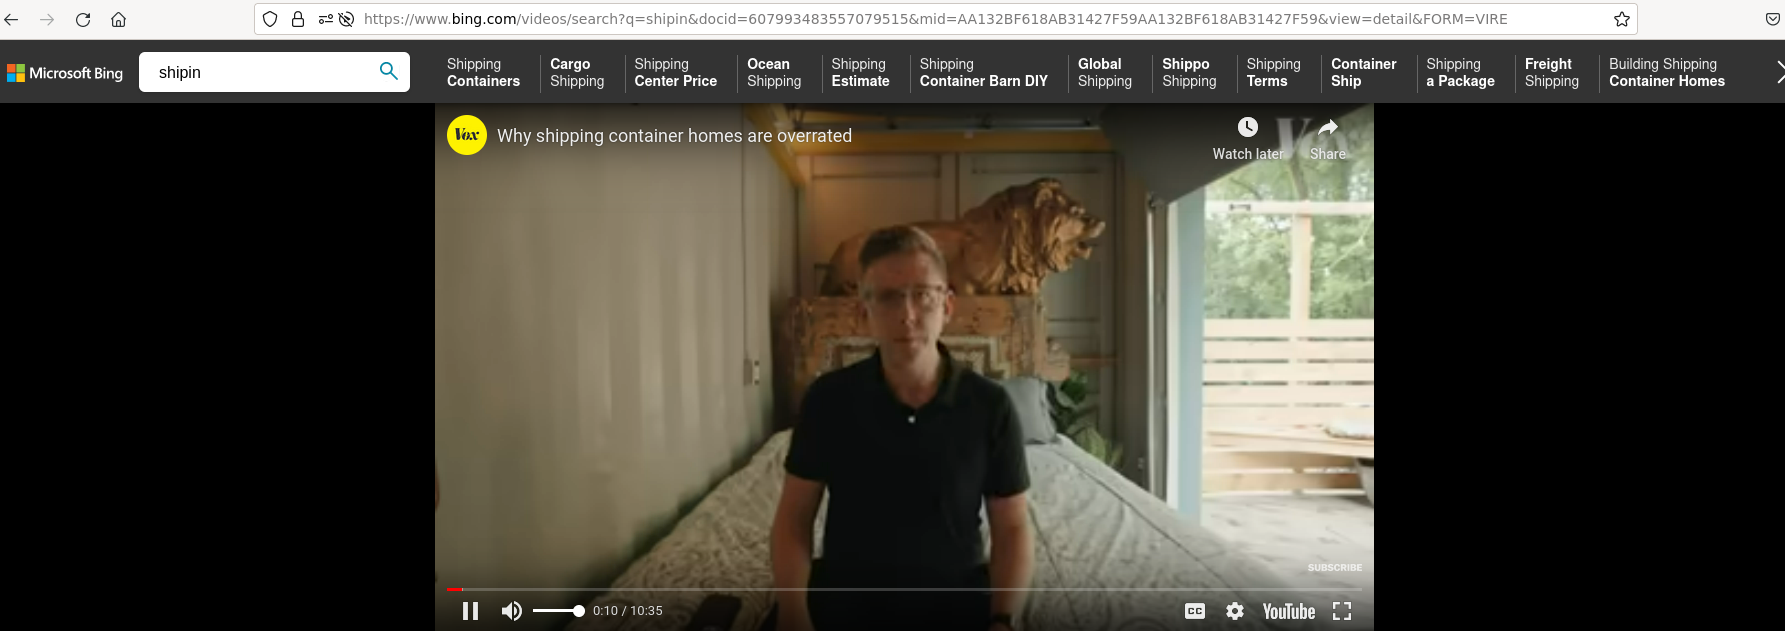 https://www.bing.com/videos/search?q=shipin&docid=607993483557079515&mid=AA132BF618AB31427F59AA132BF618AB31427F59&view=detail&FORM=VIRE
Microsoft Bing
shipin
Shipping Containers
Cargo Shipping
Shipping Center Price
Ocean Shipping
Shipping Estimate
Shipping Container Barn DIY
Global Shipping
Shippo Shipping
Shipping Terms
Container Ship
Shipping a Package
Freight Shipping
Building Shipping Container Homes
Vox
Why shipping container homes are overrated
Watch later
Share
SUBSCRIBE
0:10 / 10:35
CC
YouTube